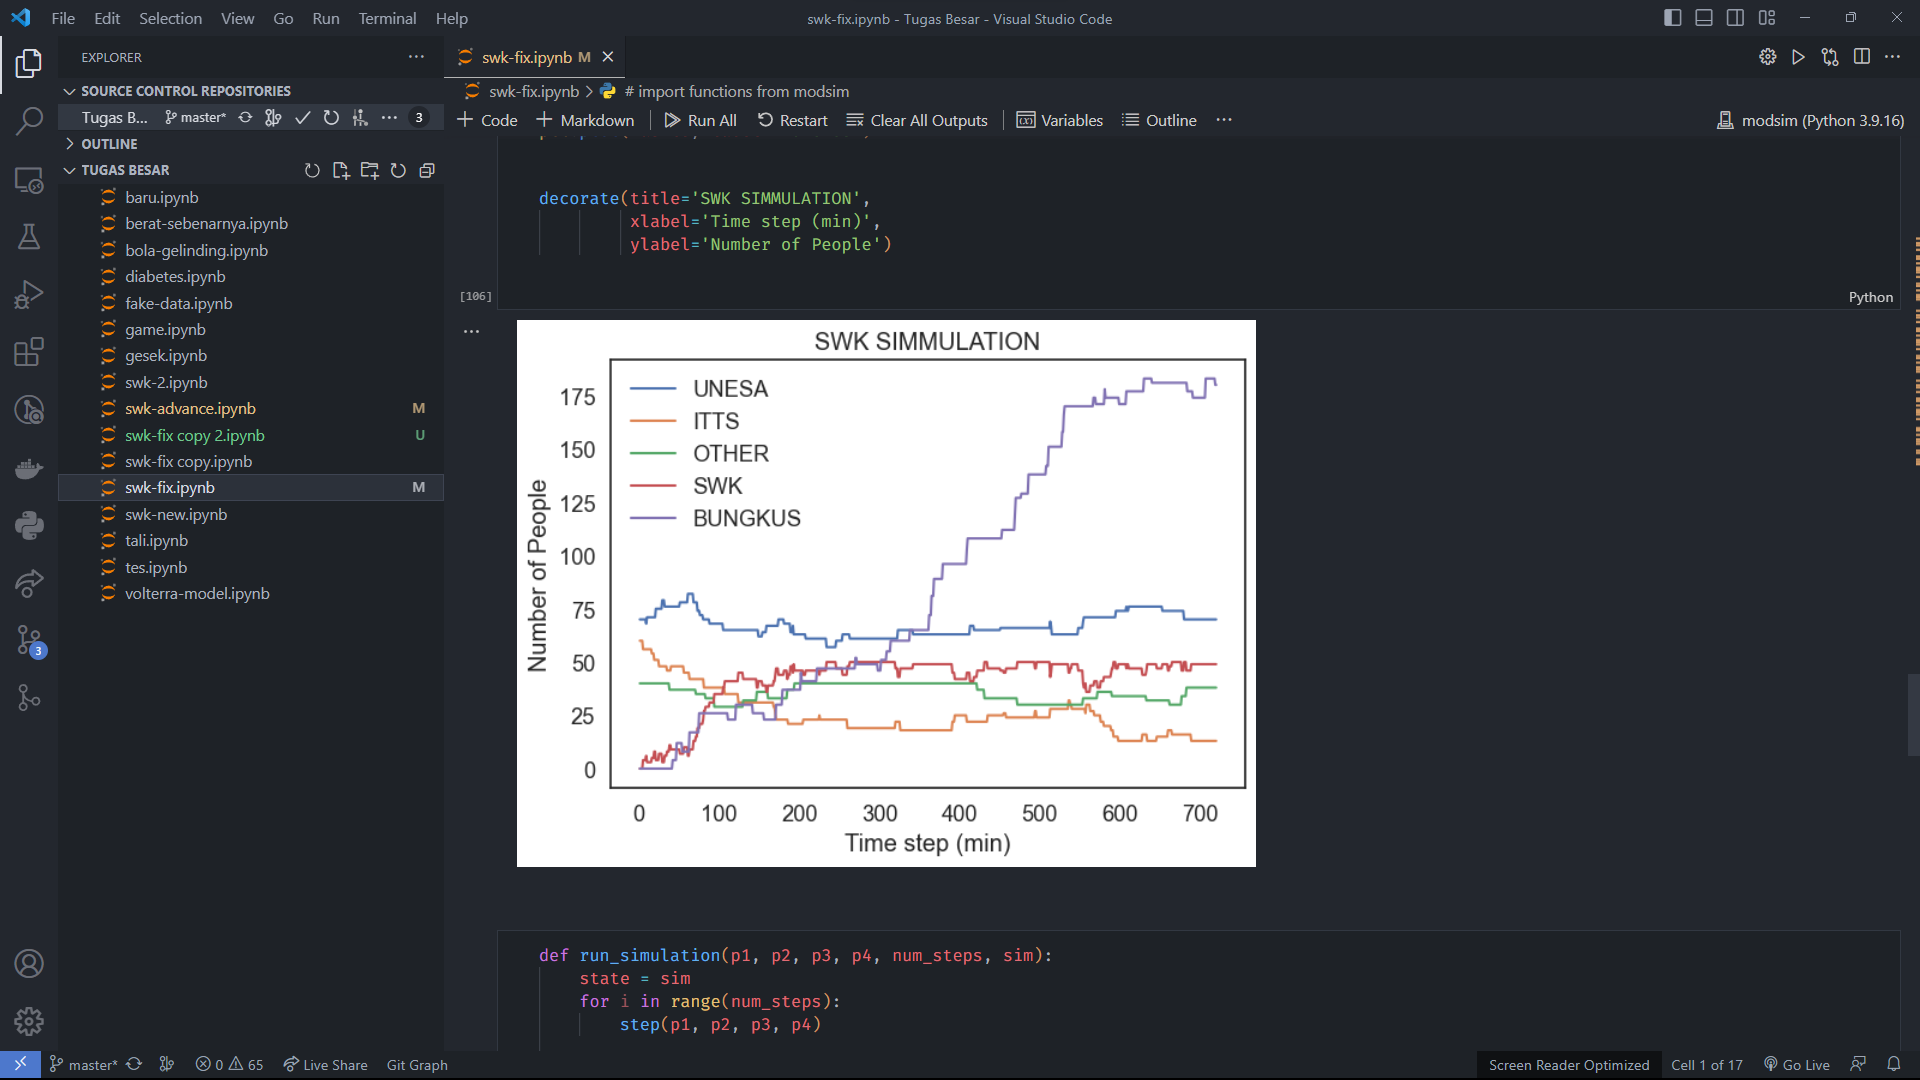 File Edit Selection View Go Run Terminal Help
swk-fix.ipynb - Tugas Besar - Visual Studio Code
EXPLORER
SOURCE CONTROL REPOSITORIES
Tugas B... master* 3
OUTLINE
TUGAS BESAR
baru.ipynb
berat-sebenarnya.ipynb
bola-gelinding.ipynb
diabetes.ipynb
fake-data.ipynb
game.ipynb
gesek.ipynb
swk-2.ipynb
swk-advance.ipynb M
swk-fix copy 2.ipynb U
swk-fix copy.ipynb
swk-fix.ipynb M
swk-new.ipynb
tali.ipynb
tes.ipynb
volterra-model.ipynb
3
swk-fix.ipynb M
swk-fix.ipynb > # import functions from modsim
+ Code + Markdown Run All Restart Clear All Outputs Variables Outline ...
modsim (Python 3.9.16)
decorate(title='SWK SIMMULATION',
xlabel='Time step (min)',
ylabel='Number of People')
[106]
Python
SWK SIMMULATION
UNESA
ITTS
OTHER
SWK
BUNGKUS
Number of People
175
150
125
100
75
50
25
0
0 100 200 300 400 500 600 700
Time step (min)
def run_simulation(p1, p2, p3, p4, num_steps, sim):
state = sim
for i in range(num_steps):
step(p1, p2, p3, p4)
master* 0 65 Live Share Git Graph
Screen Reader Optimized Cell 1 of 17 Go Live